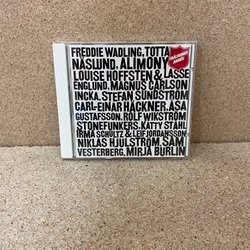 FREDDIE WADLING. TOTTA
NÄSLUND. ALIMONY
LOUISE HOFFSTEN & LASSE
ENGLUND. MAGNUS CARLSON
INCKA. STEFAN SUNDSTRÖM
CARL-EINAR HÄCKNER. ÅSA
GUSTAFSSON. ROLF WIKSTRÖM
STONEFUNKERS. KATTY STÅHL
IRMA SCHULTZ & LEIF JORDANSSON
NIKLAS HJULSTRÖM. SAM
VESTERBERG. MIRJA BURLIN